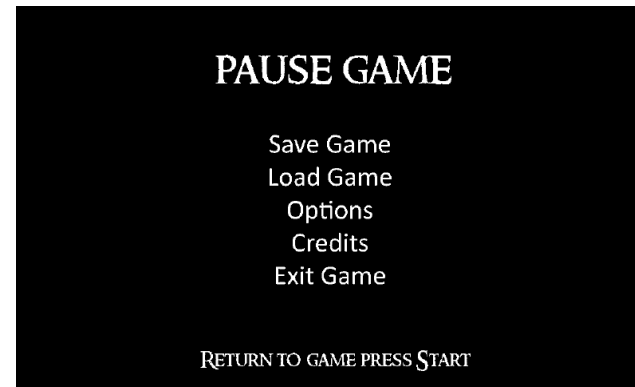 PAUSE GAME
Save Game
Load Game
Options
Credits
Exit Game
RETURN TO GAME PRESS START